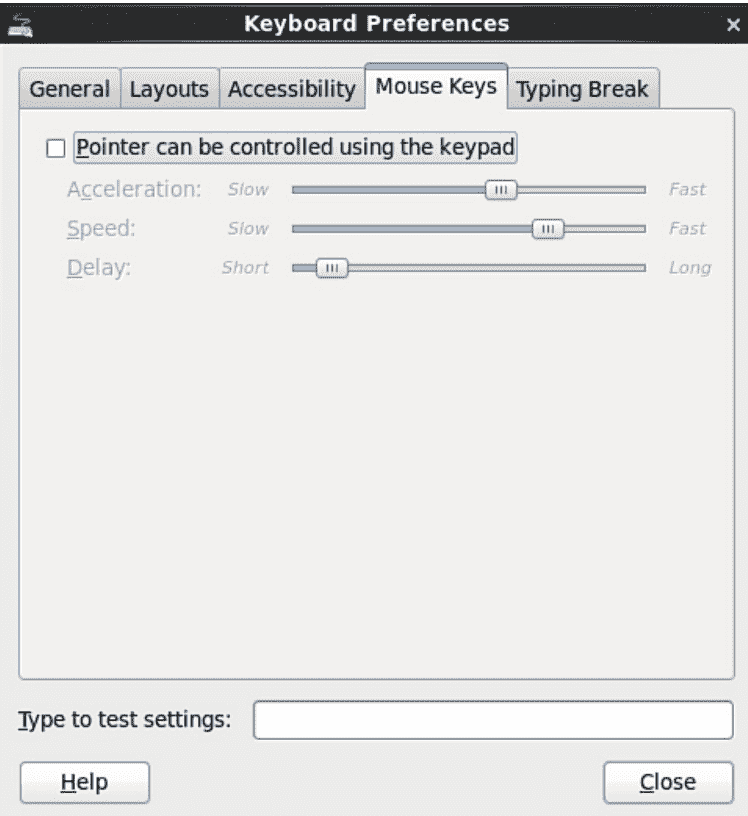 Keyboard Preferences
General Layouts Accessibility Mouse Keys Typing Break
Pointer can be controlled using the keypad
Acceleration: Slow Fast
Speed: Slow Fast
Delay: Short Long
Type to test settings:
Help Close